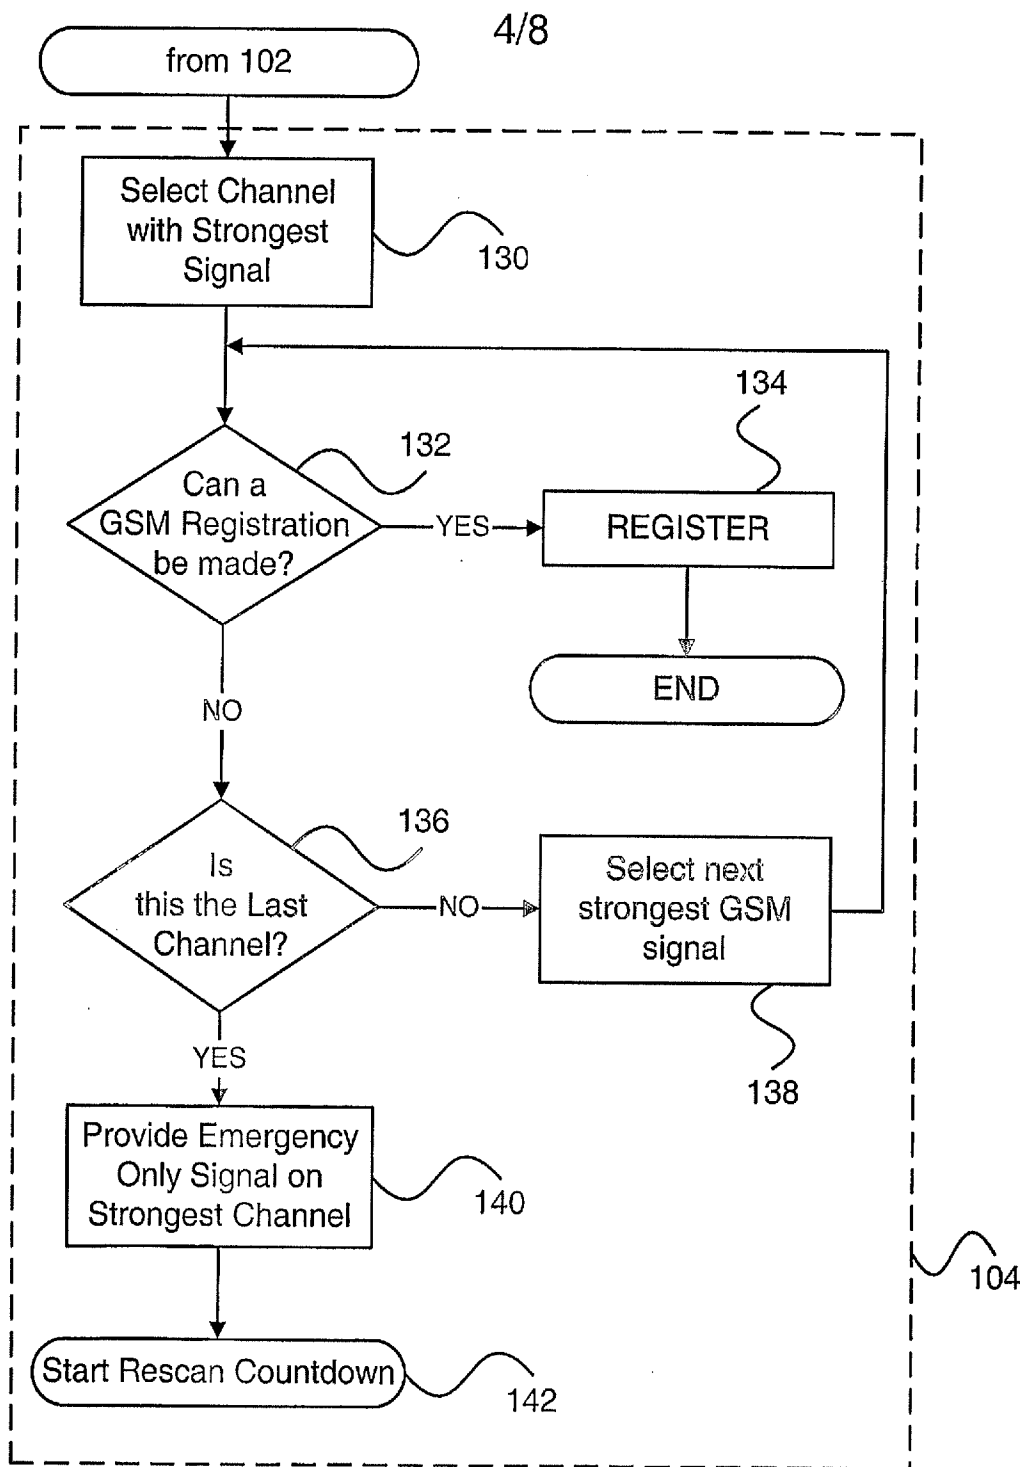 4/8
from 102
Select Channel
with Strongest
Signal
130
134
132
Can a
GSM Registration
be made?
YES
REGISTER
END
NO
136
Is
this the Last
Channel?
NO
Select next
strongest GSM
signal
138
YES
Provide Emergency
Only Signal on
Strongest Channel
140
104
Start Rescan Countdown
142